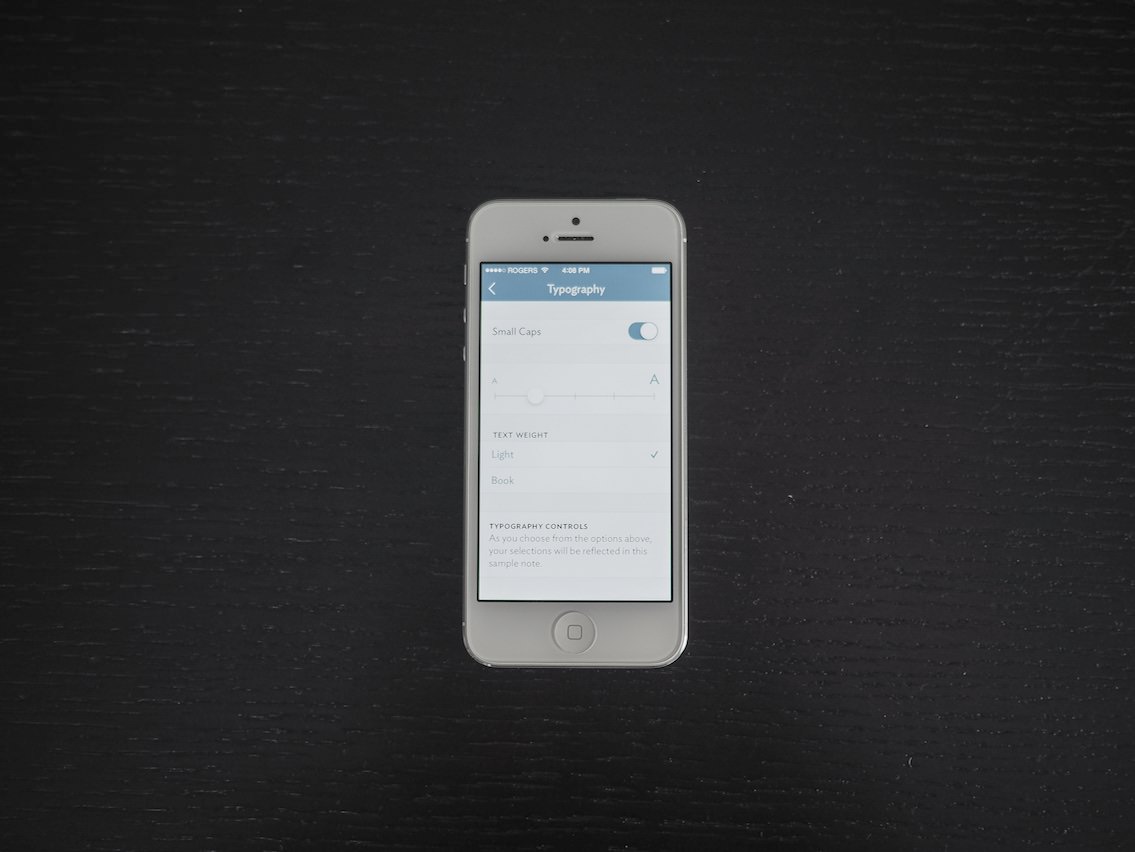 ROGERS 4:08 PM
Typography
Small Caps
A A
TEXT WEIGHT
Light
Book
TYPOGRAPHY CONTROLS
As you choose from the options above,
your selections will be reflected in this
sample note.